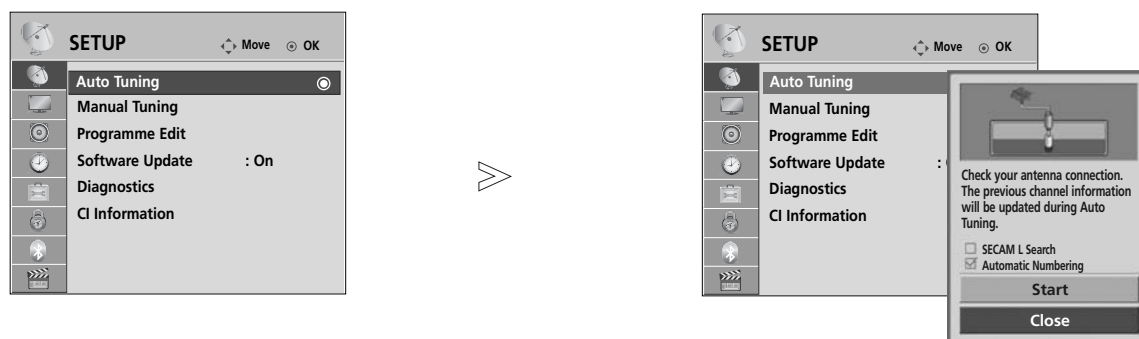 SETUP Move OK
Auto Tuning
Manual Tuning
Programme Edit
Software Update : On
Diagnostics
CI Information
SETUP Move OK
Auto Tuning
Manual Tuning
Programme Edit
Software Update :
Diagnostics
CI Information
Check your antenna connection.
The previous channel information
will be updated during Auto
Tuning.
SECAM L Search
Automatic Numbering
Start
Close